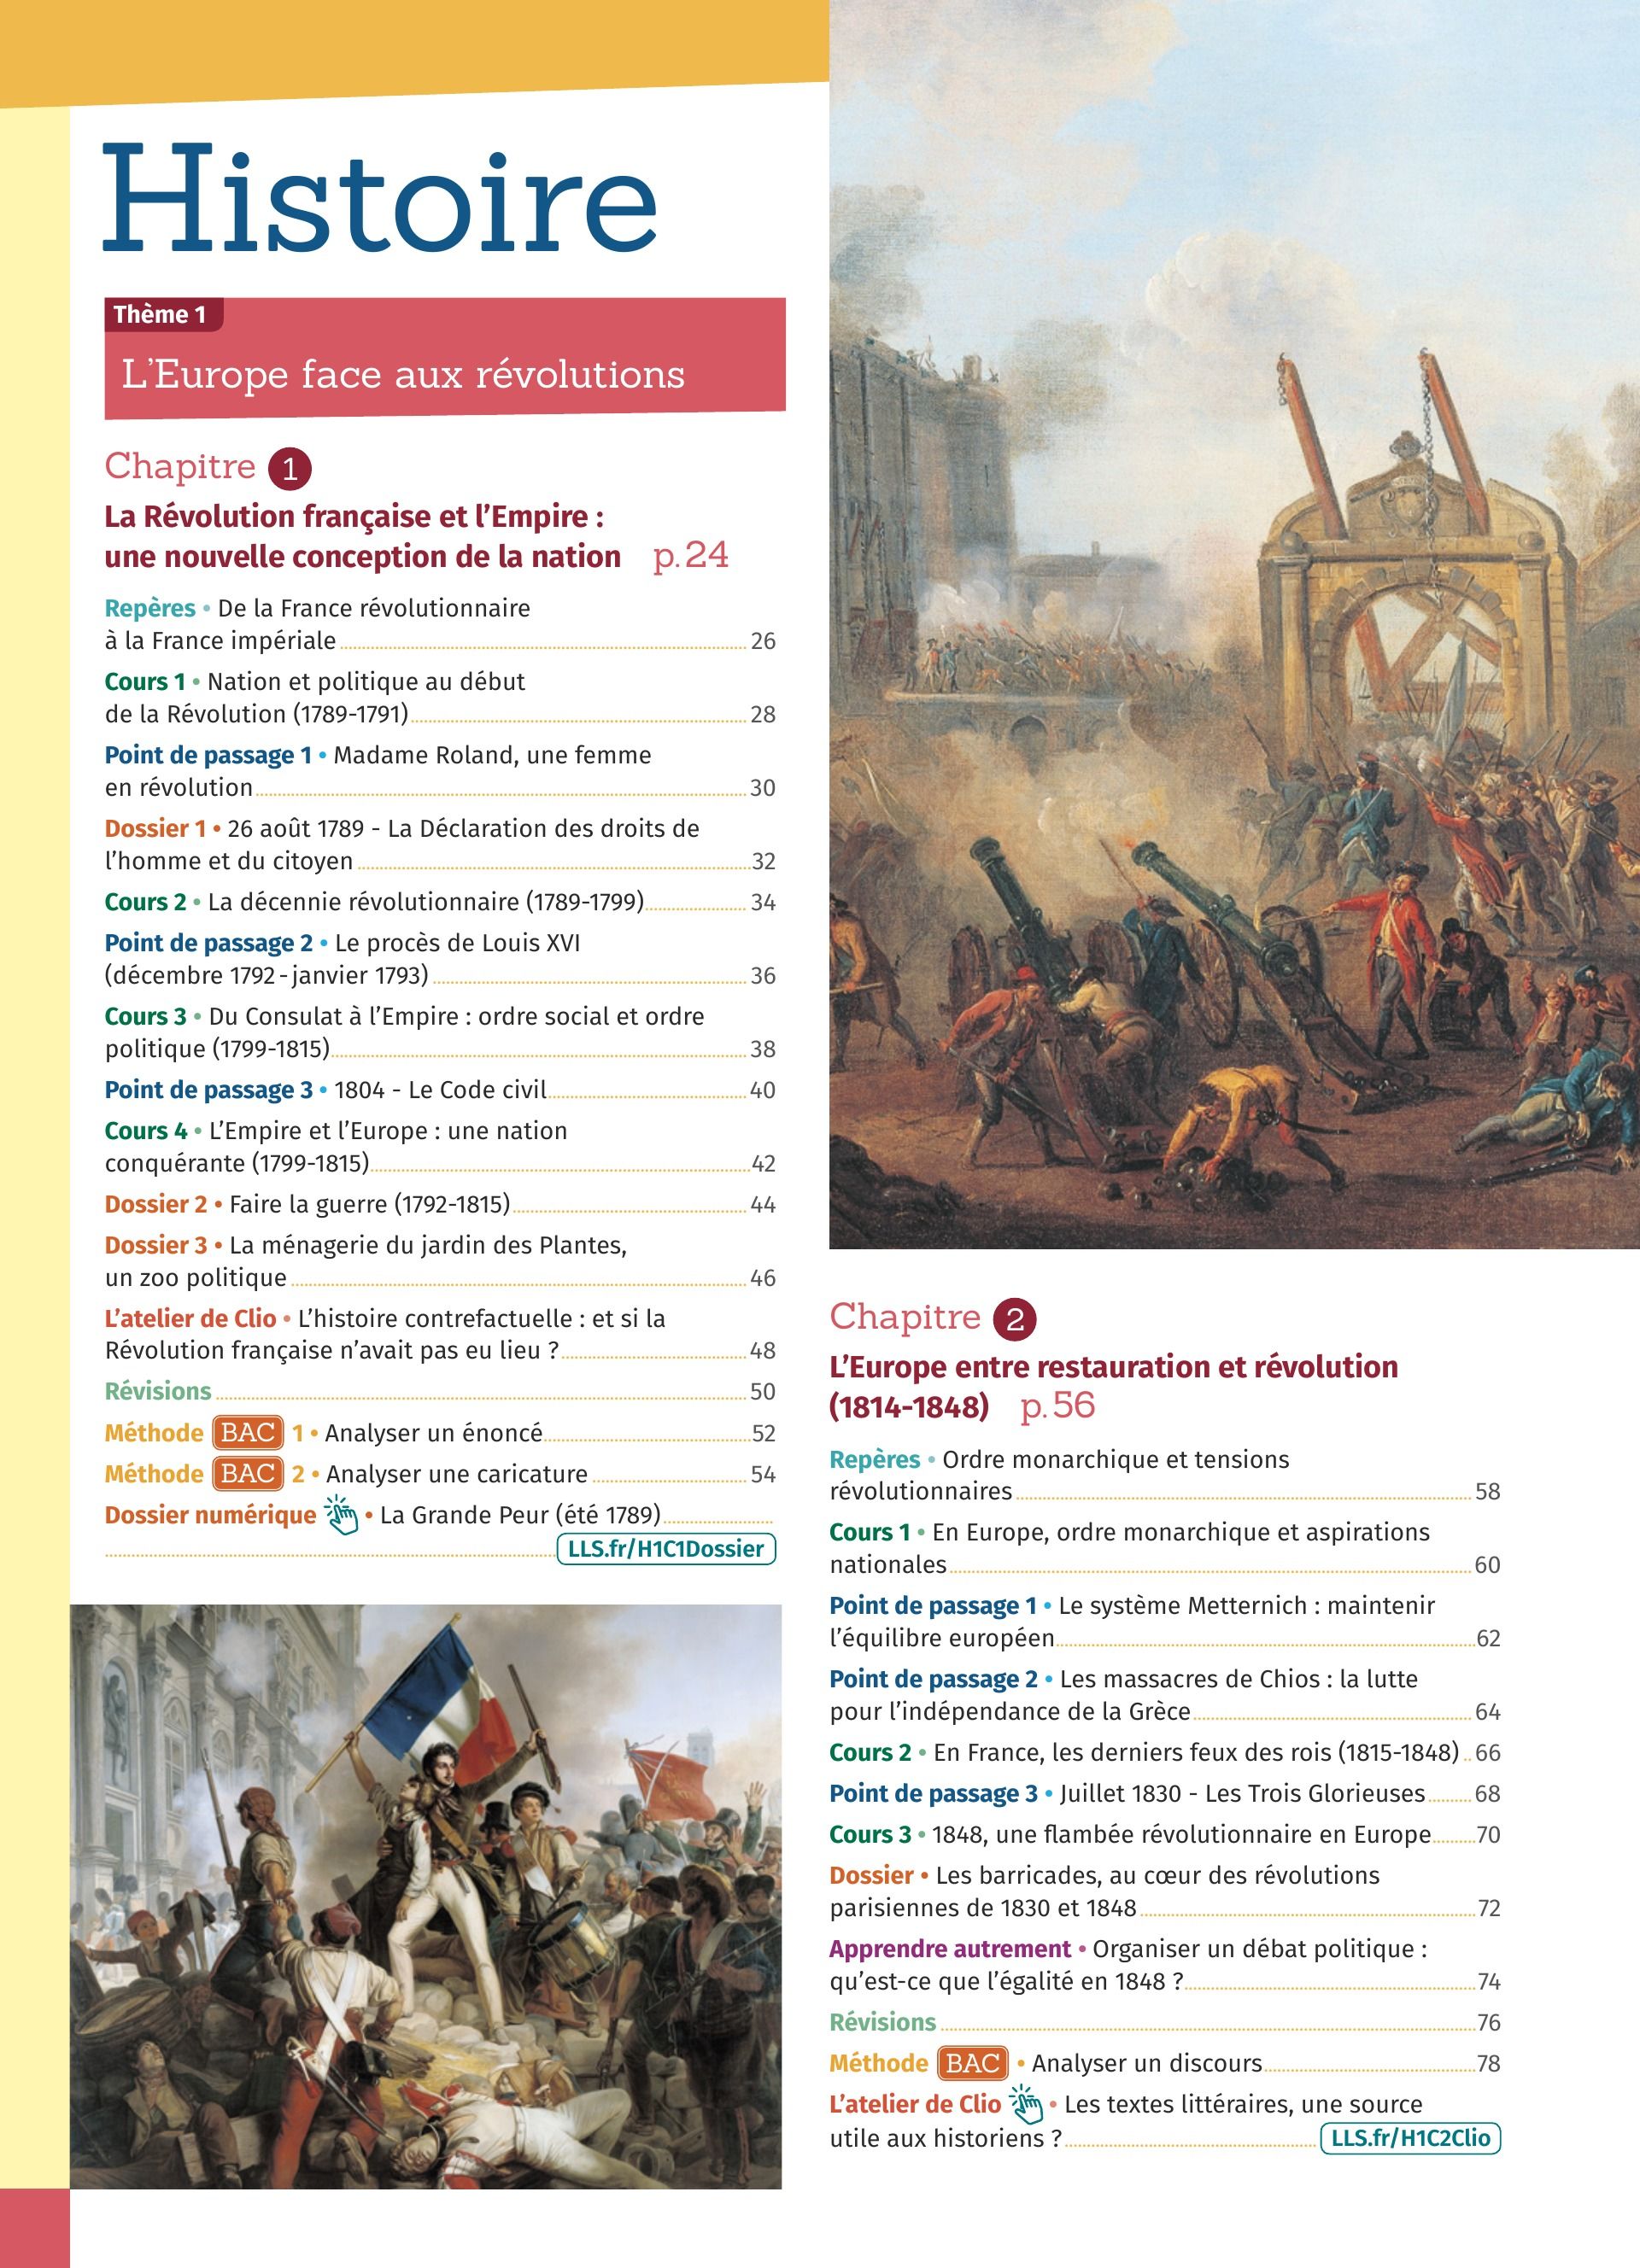 Histoire
Thème 1
L'Europe face aux révolutions
Chapitre 1
La Révolution française et l'Empire :
une nouvelle conception de la nation p. 24
Repères • De la France révolutionnaire
à la France impériale 26
Cours 1 • Nation et politique au début
de la Révolution (1789-1791) 28
Point de passage 1 • Madame Roland, une femme
en révolution 30
Dossier 1 • 26 août 1789 - La Déclaration des droits de
l'homme et du citoyen 32
Cours 2 • La décennie révolutionnaire (1789-1799) 34
Point de passage 2 • Le procès de Louis XVI
(décembre 1792 - janvier 1793) 36
Cours 3 • Du Consulat à l'Empire : ordre social et ordre
politique (1799-1815) 38
Point de passage 3 • 1804 - Le Code civil 40
Cours 4 • L'Empire et l'Europe : une nation
conquérante (1799-1815) 42
Dossier 2 • Faire la guerre (1792-1815) 44
Dossier 3 • La ménagerie du jardin des Plantes,
un zoo politique 46
L'atelier de Clio • L'histoire contrefactuelle : et si la
Révolution française n'avait pas eu lieu ? 48
Révisions 50
Méthode BAC 1 • Analyser un énoncé 52
Méthode BAC 2 • Analyser une caricature 54
Dossier numérique • La Grande Peur (été 1789)
LLS.fr/H1C1Dossier
Chapitre 2
L'Europe entre restauration et révolution
(1814-1848) p. 56
Repères • Ordre monarchique et tensions
révolutionnaires 58
Cours 1 • En Europe, ordre monarchique et aspirations
nationales 60
Point de passage 1 • Le système Metternich : maintenir
l'équilibre européen 62
Point de passage 2 • Les massacres de Chios : la lutte
pour l'indépendance de la Grèce 64
Cours 2 • En France, les derniers feux des rois (1815-1848) 66
Point de passage 3 • Juillet 1830 - Les Trois Glorieuses 68
Cours 3 • 1848, une flambée révolutionnaire en Europe 70
Dossier • Les barricades, au cœur des révolutions
parisiennes de 1830 et 1848 72
Apprendre autrement • Organiser un débat politique :
qu'est-ce que l'égalité en 1848 ? 74
Révisions 76
Méthode BAC • Analyser un discours 78
L'atelier de Clio • Les textes littéraires, une source
utile aux historiens ? LLS.fr/H1C2Clio